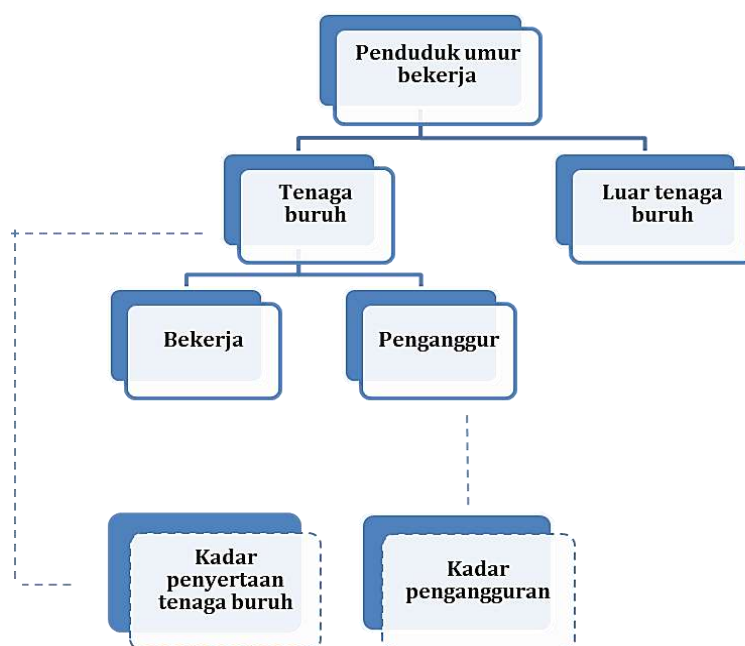 Penduduk umur
bekerja
Tenaga
buruh
Luar tenaga
buruh
Bekerja
Penganggur
Kadar
penyertaan
tenaga buruh
Kadar
pengangguran